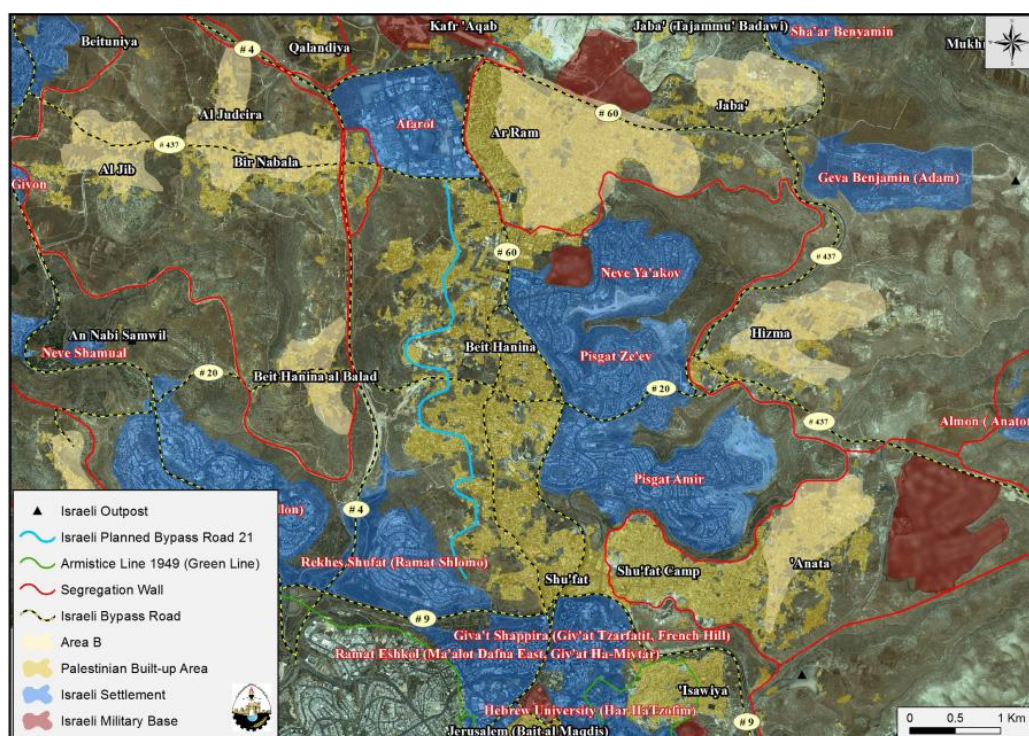 Beituniya
# 4
Qalandiya
Kafr 'Aqab
Jaba' (Tajammu' Badawi)
Sha'ar Benyamin
Al Judeira
Atarot
Ar Ram
# 60
Jaba'
# 437
Al Jib
Bir Nabala
Givon
Geva Benjamin (Adam)
# 60
# 437
Neve Ya'akov
Hizma
An Nabi Samwil
Neve Shamual
# 20
Beit Hanina al Balad
Beit Hanina
Pisgat Ze'ev
# 20
# 437
Pisgat Amir
# 4
Rekhes Shufat (Ramat Shlomo)
Shu'fat
Shu'fat Camp
'Anata
# 9
Giva't Shappira (Giv'at Tzarfatit, French Hill)
Ramat Eshkol (Ma'alot Dafna East, Giv'at Ha-Mivtar)
'Isawiya
Hebrew University (Har HaTzofim)
# 9
Jerusalem (Bait al Maqdis)
Israeli Outpost
Israeli Planned Bypass Road 21
Armistice Line 1949 (Green Line)
Segregation Wall
Israeli Bypass Road
Area B
Palestinian Built-up Area
Israeli Settlement
Israeli Military Base
0 0.5 1 Km